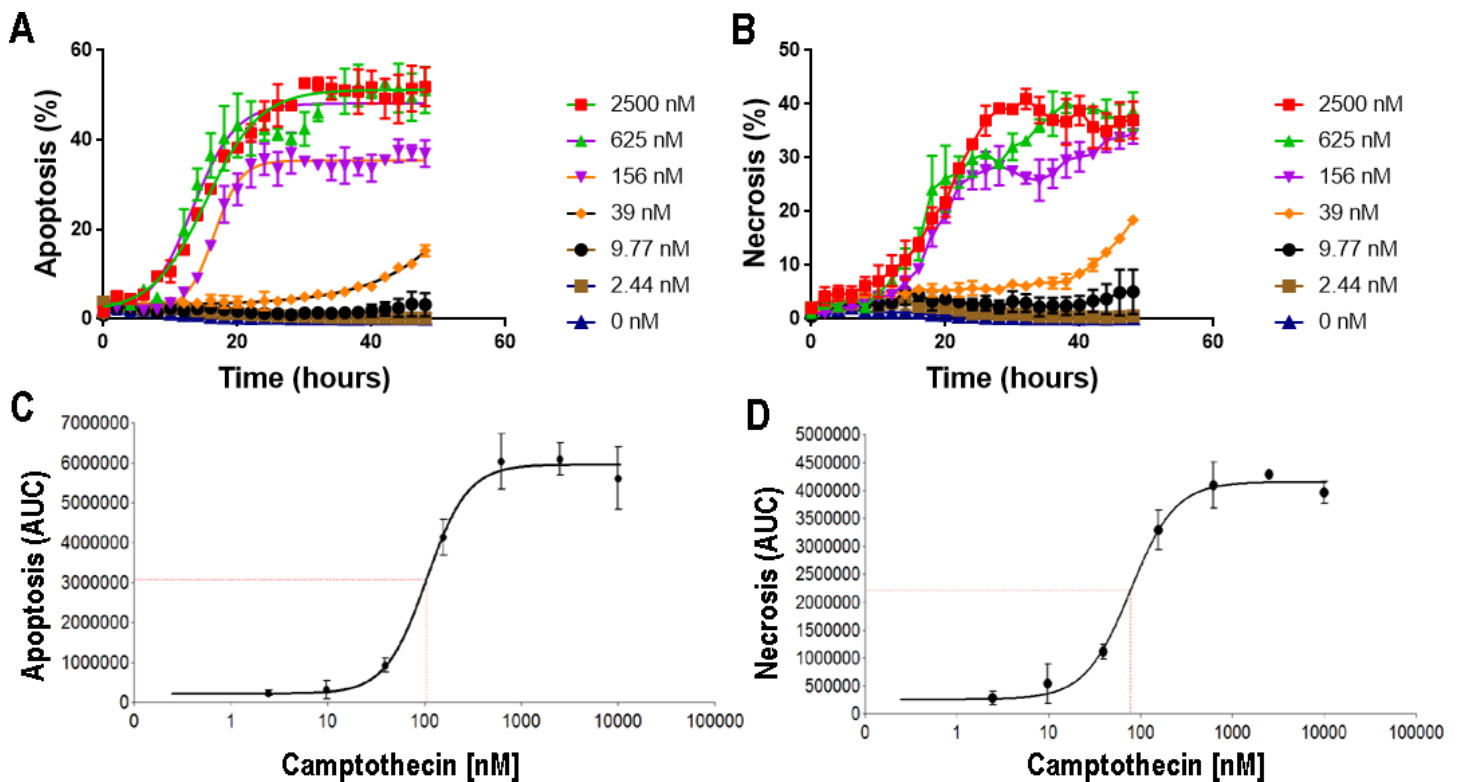 A
Apoptosis (%)
60
40
20
0
0
20
40
60
Time (hours)
2500 nM
625 nM
156 nM
39 nM
9.77 nM
2.44 nM
0 nM
B
Necrosis (%)
50
40
30
20
10
0
0
20
40
60
Time (hours)
2500 nM
625 nM
156 nM
39 nM
9.77 nM
2.44 nM
0 nM
C
Apoptosis (AUC)
7000000
6000000
5000000
4000000
3000000
2000000
1000000
0
0
1
10
100
1000
10000
100000
Camptothecin [nM]
D
Necrosis (AUC)
5000000
4500000
4000000
3500000
3000000
2500000
2000000
1500000
1000000
500000
0
0
1
10
100
1000
10000
100000
Camptothecin [nM]